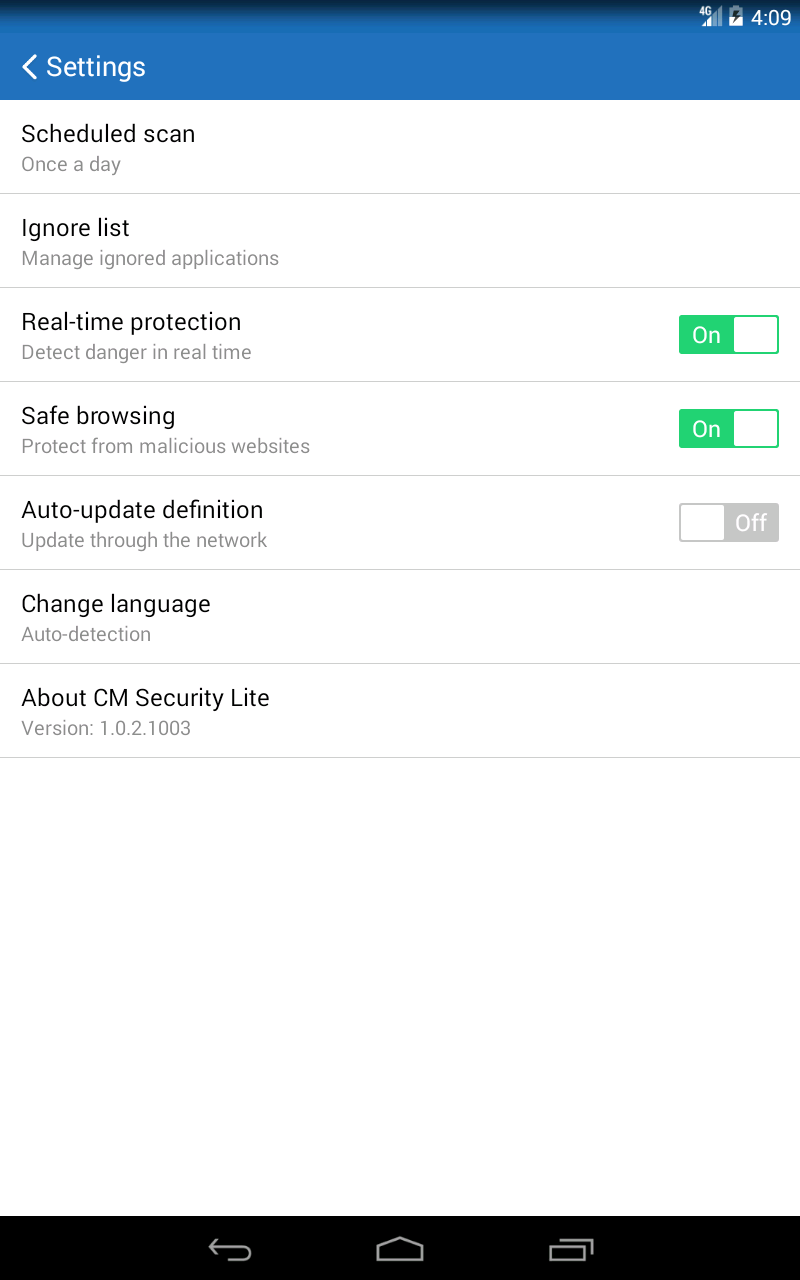 4G 4:09
Settings
Scheduled scan
Once a day
Ignore list
Manage ignored applications
Real-time protection
Detect danger in real time
On
Safe browsing
Protect from malicious websites
On
Auto-update definition
Update through the network
Off
Change language
Auto-detection
About CM Security Lite
Version: 1.0.2.1003